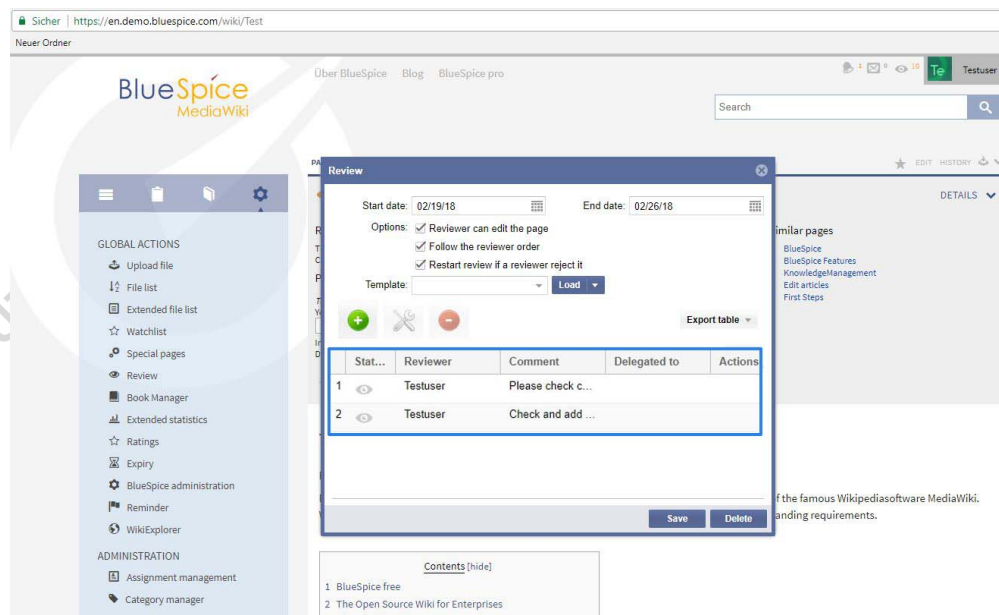 Sicher | https://en.demo.bluespice.com/wiki/Test
Neuer Ordner
BlueSpice
MediaWiki
Über BlueSpice Blog BlueSpice pro
Te Testuser
Search
EDIT HISTORY
DETAILS
GLOBAL ACTIONS
Upload file
File list
Extended file list
Watchlist
Special pages
Review
Book Manager
Extended statistics
Ratings
Expiry
BlueSpice administration
Reminder
WikiExplorer
ADMINISTRATION
Assignment management
Category manager
Review
Start date: 02/19/18 End date: 02/26/18
Options: Reviewer can edit the page
Follow the reviewer order
Restart review if a reviewer reject it
Template: Load
Export table
Stat... Reviewer Comment Delegated to Actions
1 Testuser Please check c...
2 Testuser Check and add ...
Save Delete
imilar pages
BlueSpice
BlueSpice Features
KnowledgeManagement
Edit articles
First Steps
f the famous Wikipediasoftware MediaWiki.
anding requirements.
Contents [hide]
1 BlueSpice free
2 The Open Source Wiki for Enterprises